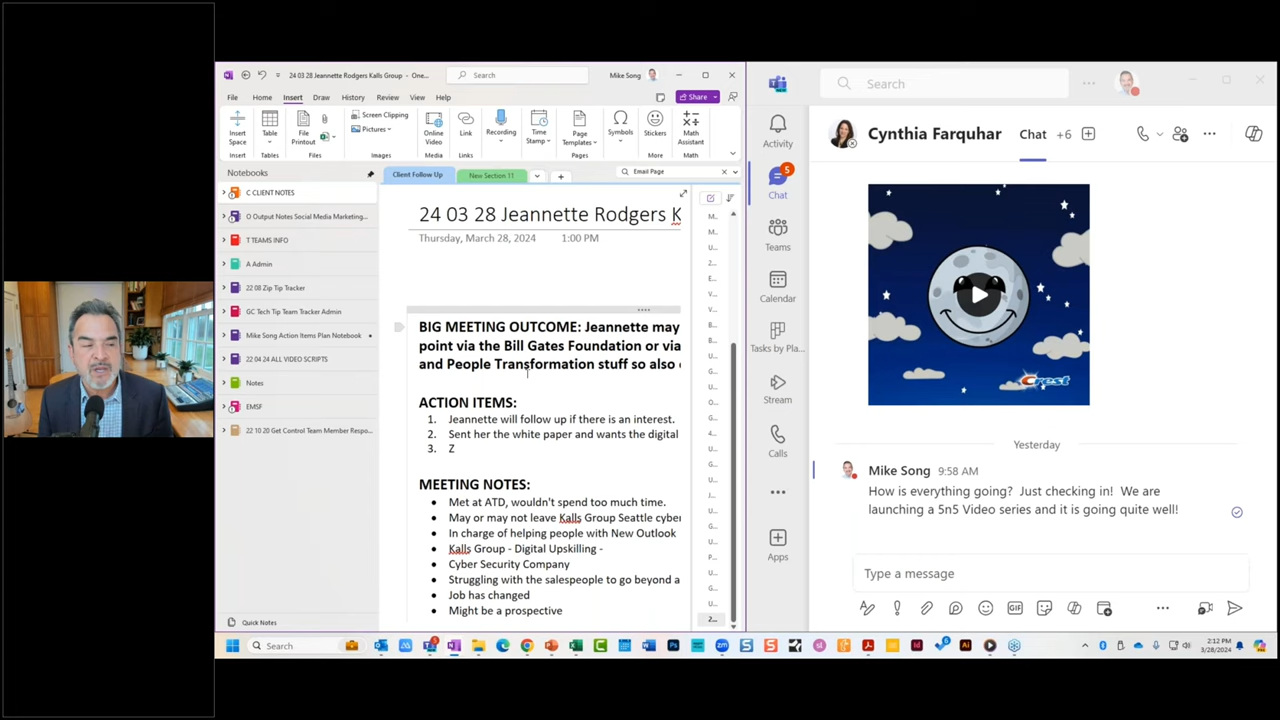 24 03 28 Jeannette Rodgers Kalls Group - One...
Search
Mike Song
File Home Insert Draw History Review View Help
Share
Insert Space
Table
File Printout
Screen Clipping
Pictures
Online Video
Link
Recording
Time Stamp
Page Templates
Symbols
Stickers
Math Assistant
Insert Tables Files Images Media Links Pages More Math
Notebooks
Client Follow Up
New Section 11
Email Page
C CLIENT NOTES
O Output Notes Social Media Marketing...
T TEAMS INFO
A Admin
22 08 Zip Tip Tracker
GC Tech Tip Team Tracker Admin
Mike Song Action Items Plan Notebook
22 04 24 ALL VIDEO SCRIPTS
Notes
EMSF
22 10 20 Get Control Team Member Respo...
Quick Notes
24 03 28 Jeannette Rodgers K
Thursday, March 28, 2024 1:00 PM
BIG MEETING OUTCOME: Jeannette may
point via the Bill Gates Foundation or via
and People Transformation stuff so also
ACTION ITEMS:
1. Jeannette will follow up if there is an interest.
2. Sent her the white paper and wants the digital
3. Z
MEETING NOTES:
• Met at ATD, wouldn't spend too much time.
• May or may not leave Kalls Group Seattle cyber
• In charge of helping people with New Outlook
• Kalls Group - Digital Upskilling -
• Cyber Security Company
• Struggling with the salespeople to go beyond a
• Job has changed
• Might be a prospective
M..
M..
U..
2...
E...
V...
V...
B...
B...
U...
G...
U...
O...
G...
4...
U...
G...
U...
J...
U...
G...
U...
P...
U...
G...
U...
2...
Search
Activity
5
Chat
Teams
Calendar
Tasks by Pla...
Stream
Calls
Apps
Cynthia Farquhar Chat +6
Crest
Yesterday
Mike Song 9:58 AM
How is everything going? Just checking in! We are
launching a 5n5 Video series and it is going quite well!
Type a message
GIF
Search
2:12 PM
3/28/2024